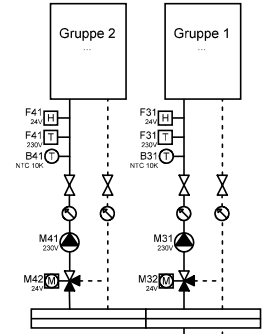 Gruppe 2
...
Gruppe 1
...
F41
24V
H
F31
24V
H
F41
230V
T
F31
230V
T
B41
NTC 10K
T
B31
NTC 10K
T
M41
230V
M31
230V
M42
24V
M
M32
24V
M